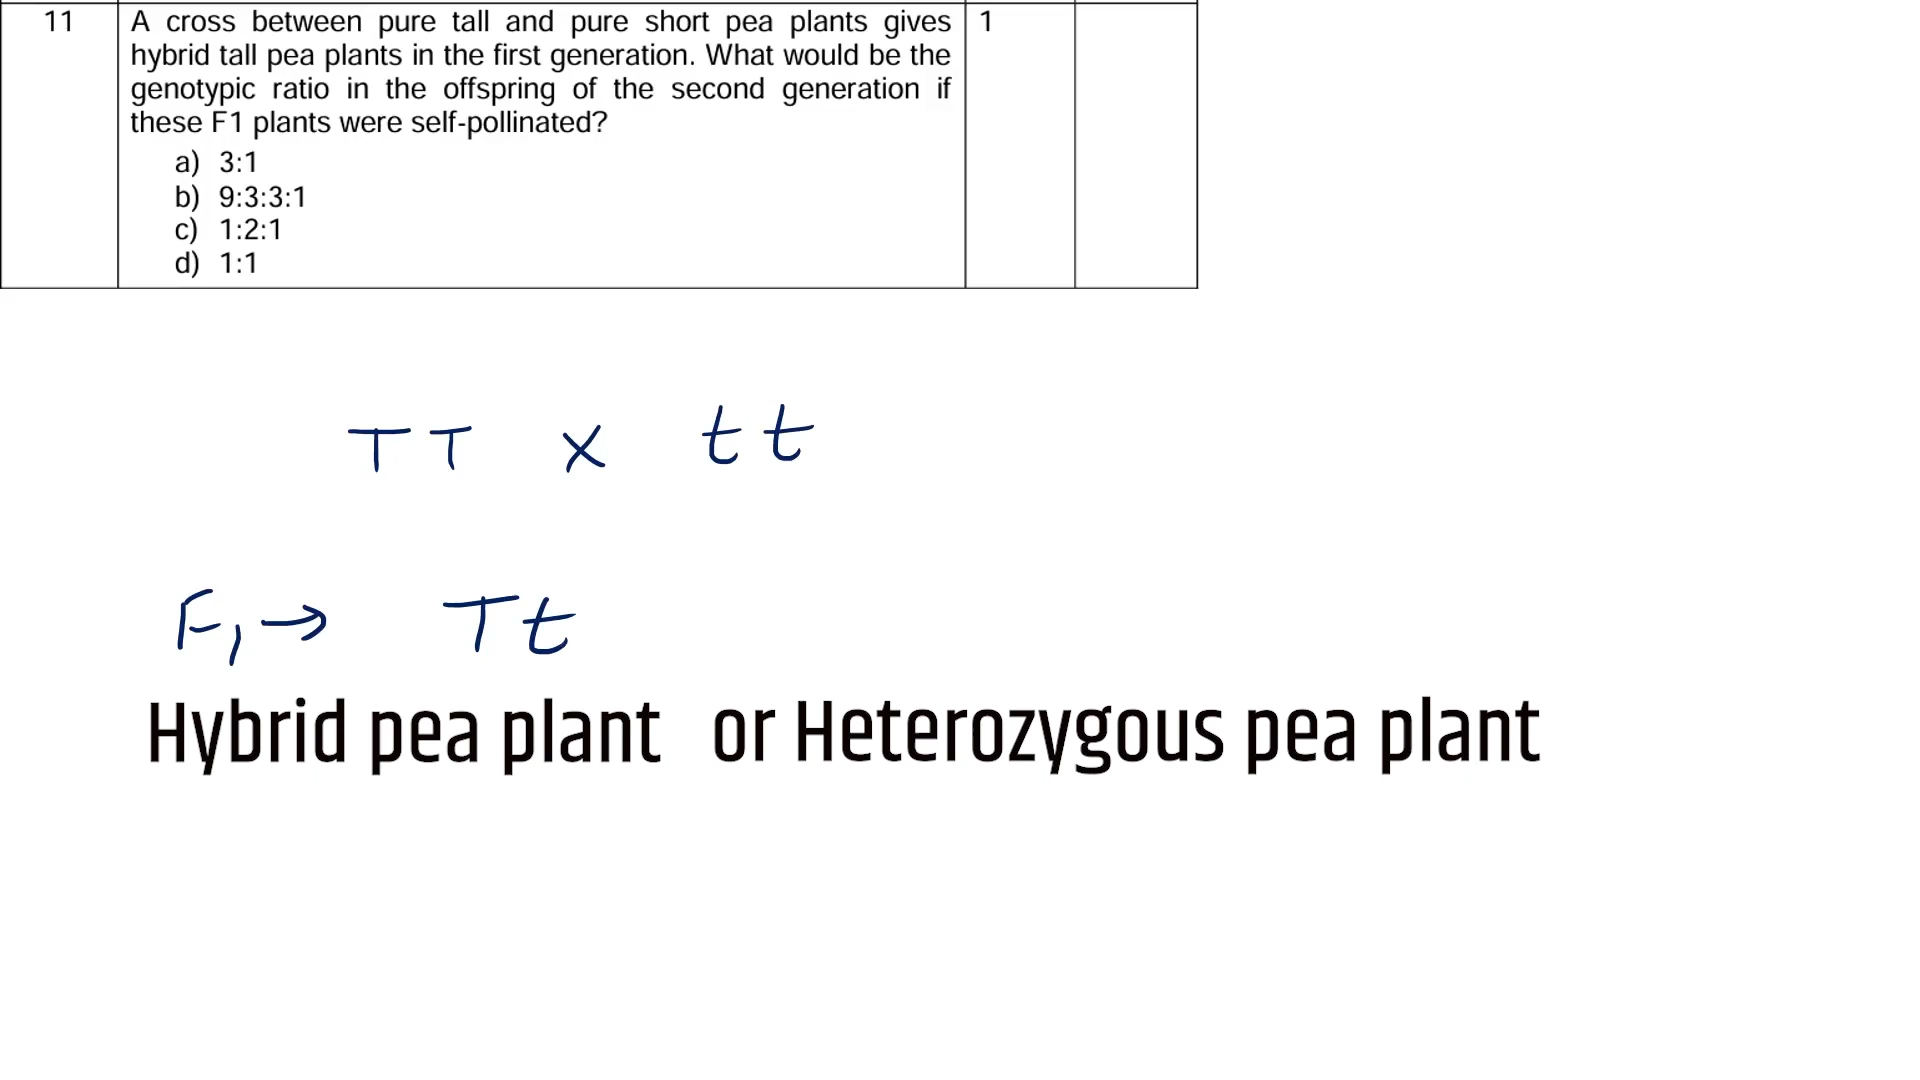 11 A cross between pure tall and pure short pea plants gives 1
hybrid tall pea plants in the first generation. What would be the
genotypic ratio in the offspring of the second generation if
these F1 plants were self-pollinated?
a) 3:1
b) 9:3:3:1
c) 1:2:1
d) 1:1
TT x tt
F1 → Tt
Hybrid pea plant or Heterozygous pea plant